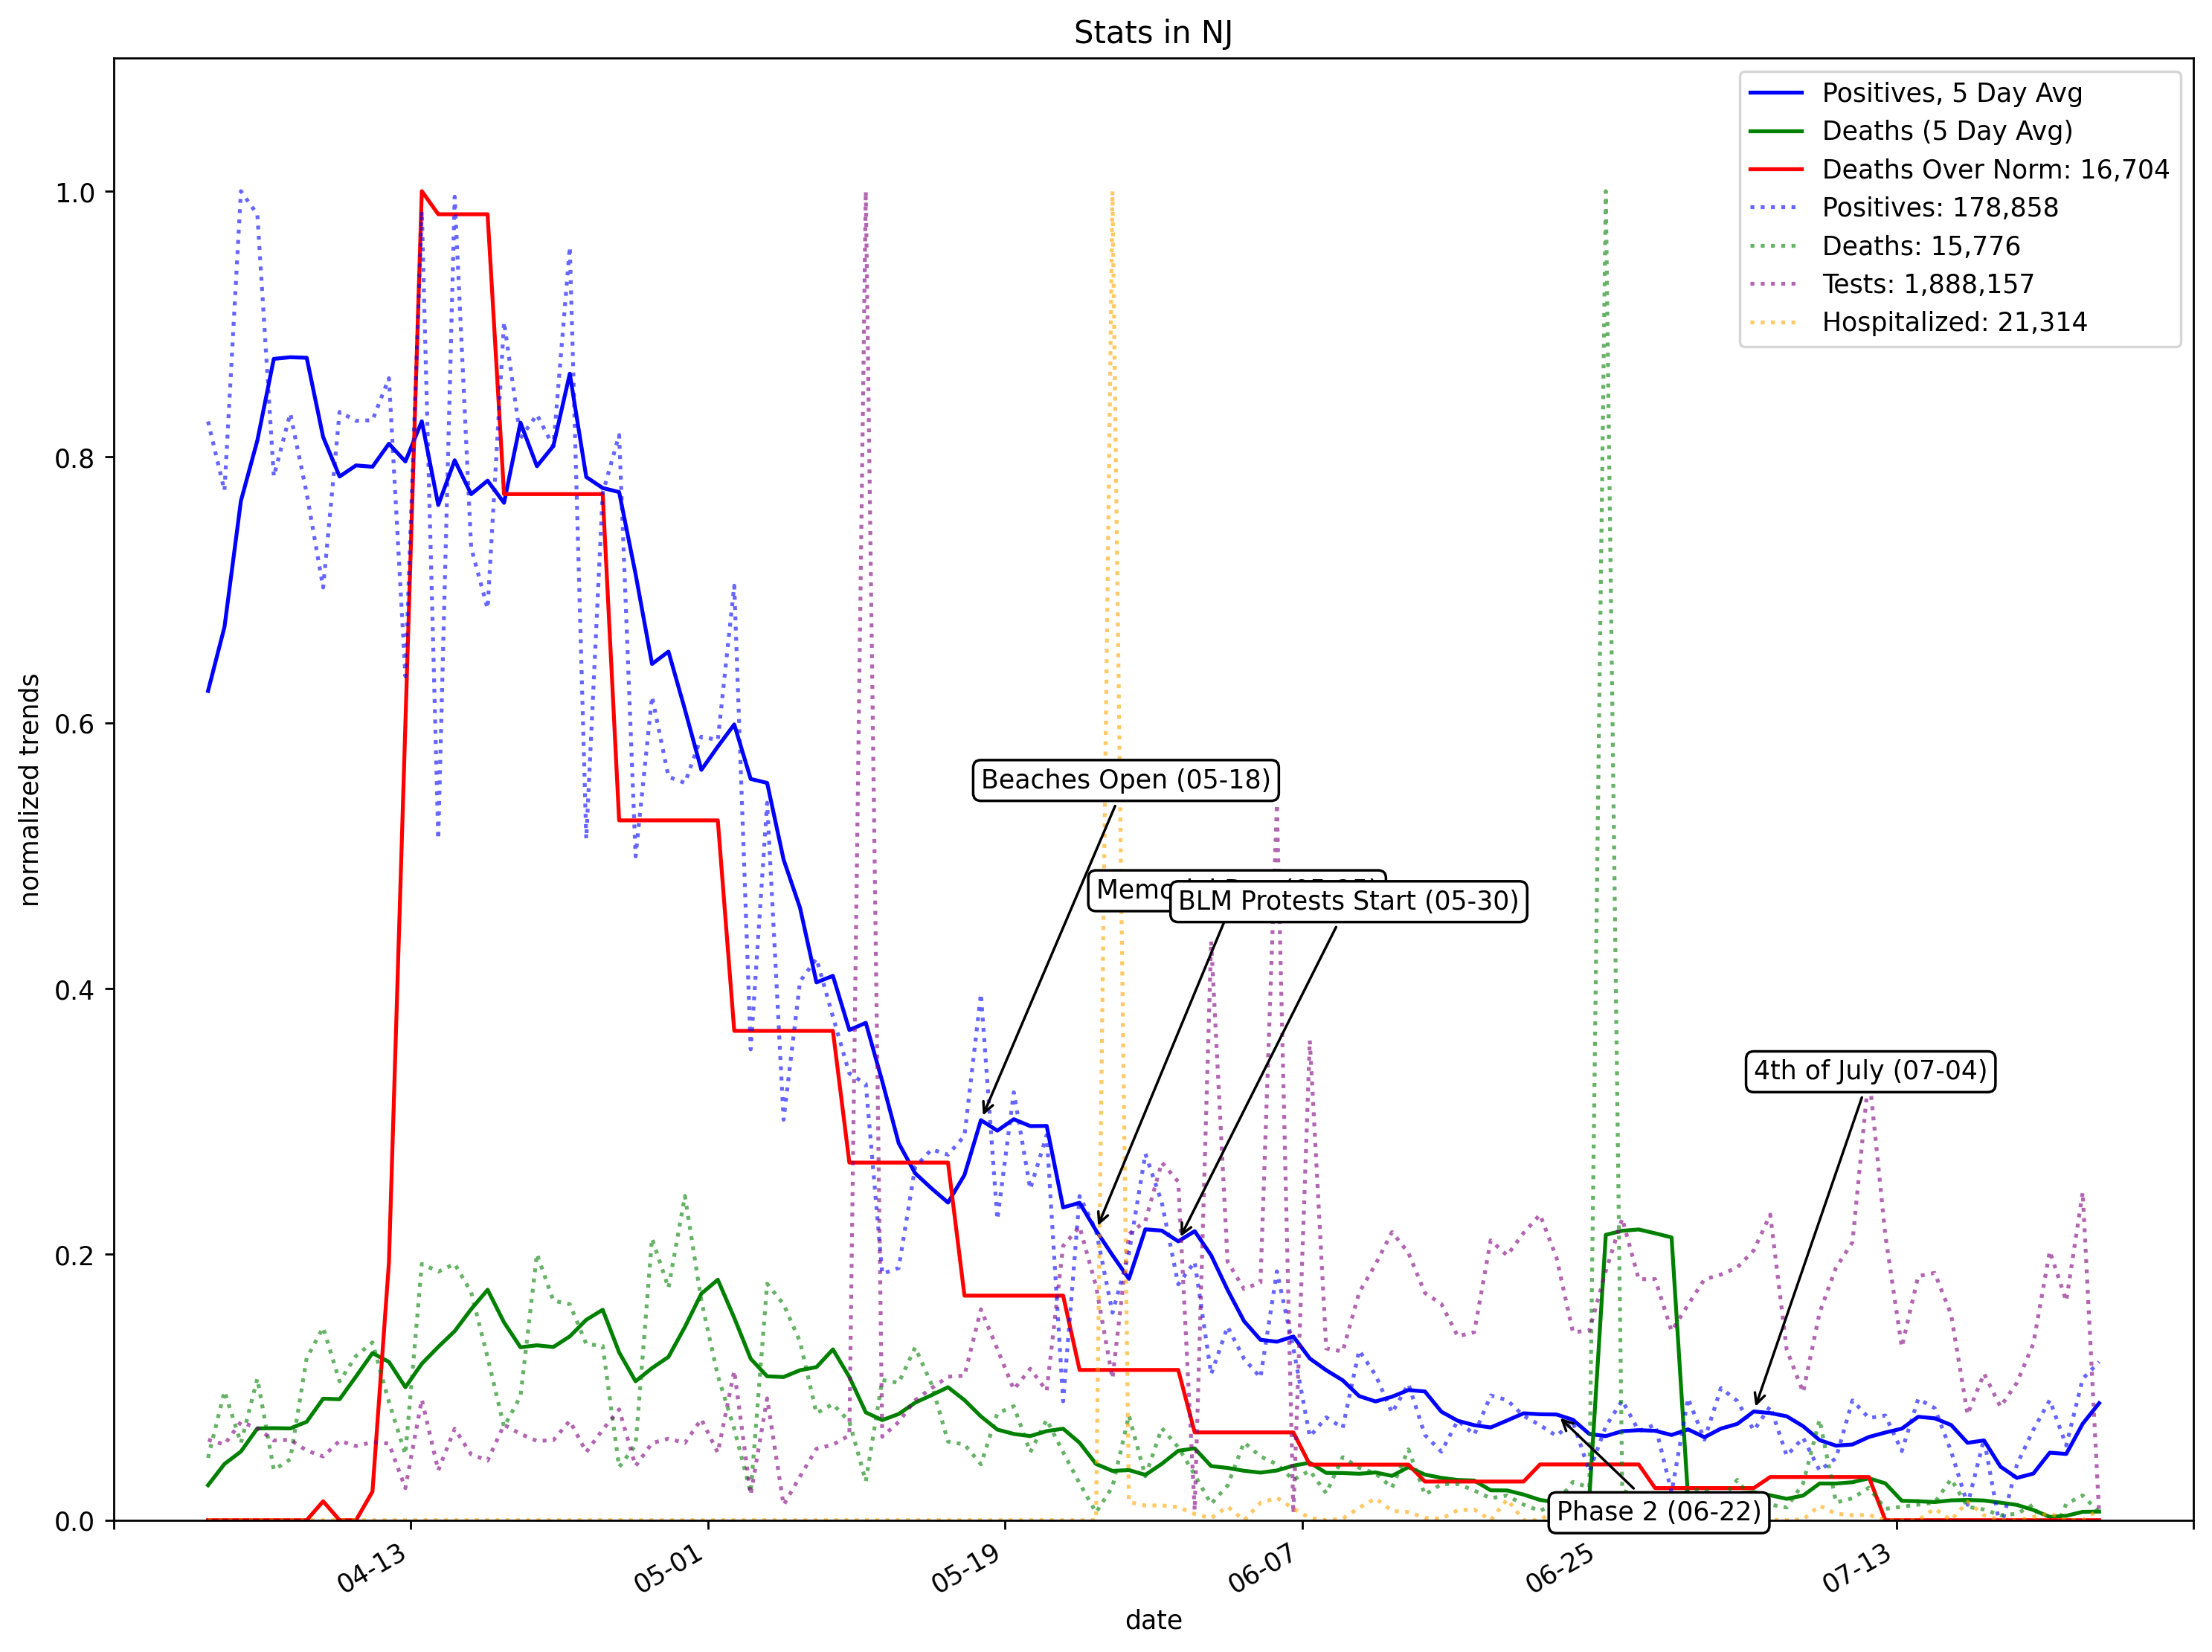 Stats in NJ
Positives, 5 Day Avg
Deaths (5 Day Avg)
Deaths Over Norm: 16,704
Positives: 178,858
Deaths: 15,776
Tests: 1,888,157
Hospitalized: 21,314
normalized trends
1.0
0.8
0.6
0.4
0.2
0.0
Beaches Open (05-18)
BLM Protests Start (05-30)
4th of July (07-04)
Phase 2 (06-22)
04-13
05-01
05-19
06-07
06-25
07-13
date